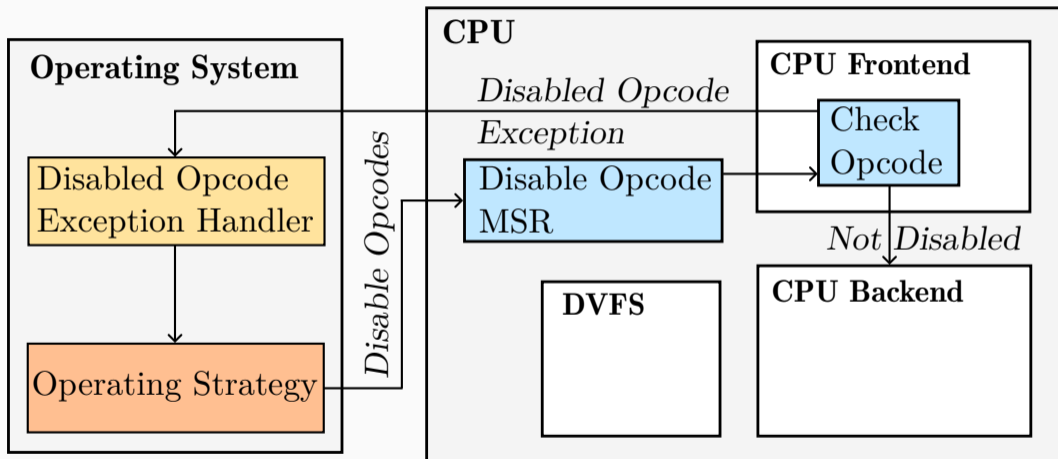 Operating System
Disabled Opcode
Exception Handler
Operating Strategy
Disable Opcodes
CPU
Disabled Opcode
Exception
Disable Opcode
MSR
CPU Frontend
Check
Opcode
Not Disabled
DVFS
CPU Backend